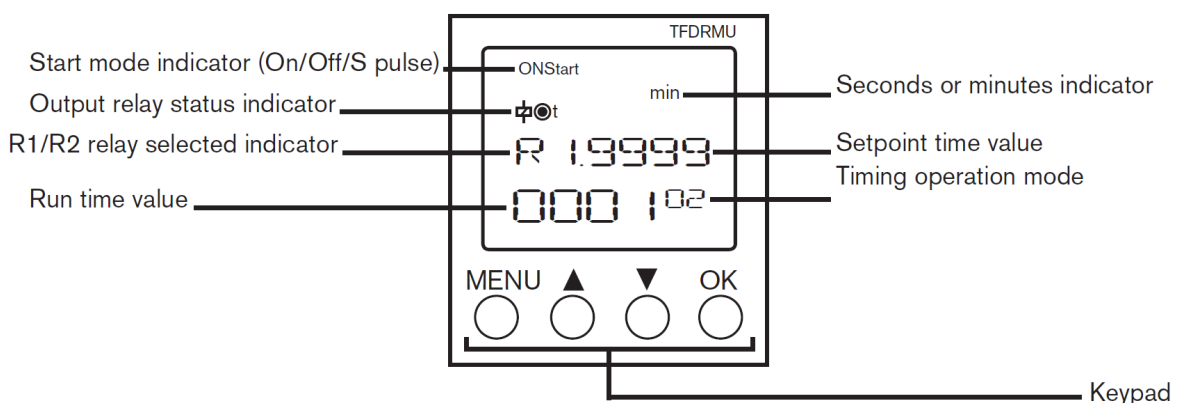 TFDRMU
Start mode indicator (On/Off/S pulse)
ONStart
min
Seconds or minutes indicator
Output relay status indicator
t
R1/R2 relay selected indicator
R 1.9999
Setpoint time value
Timing operation mode
Run time value
0001 02
MENU ▲ ▼ OK
Keypad